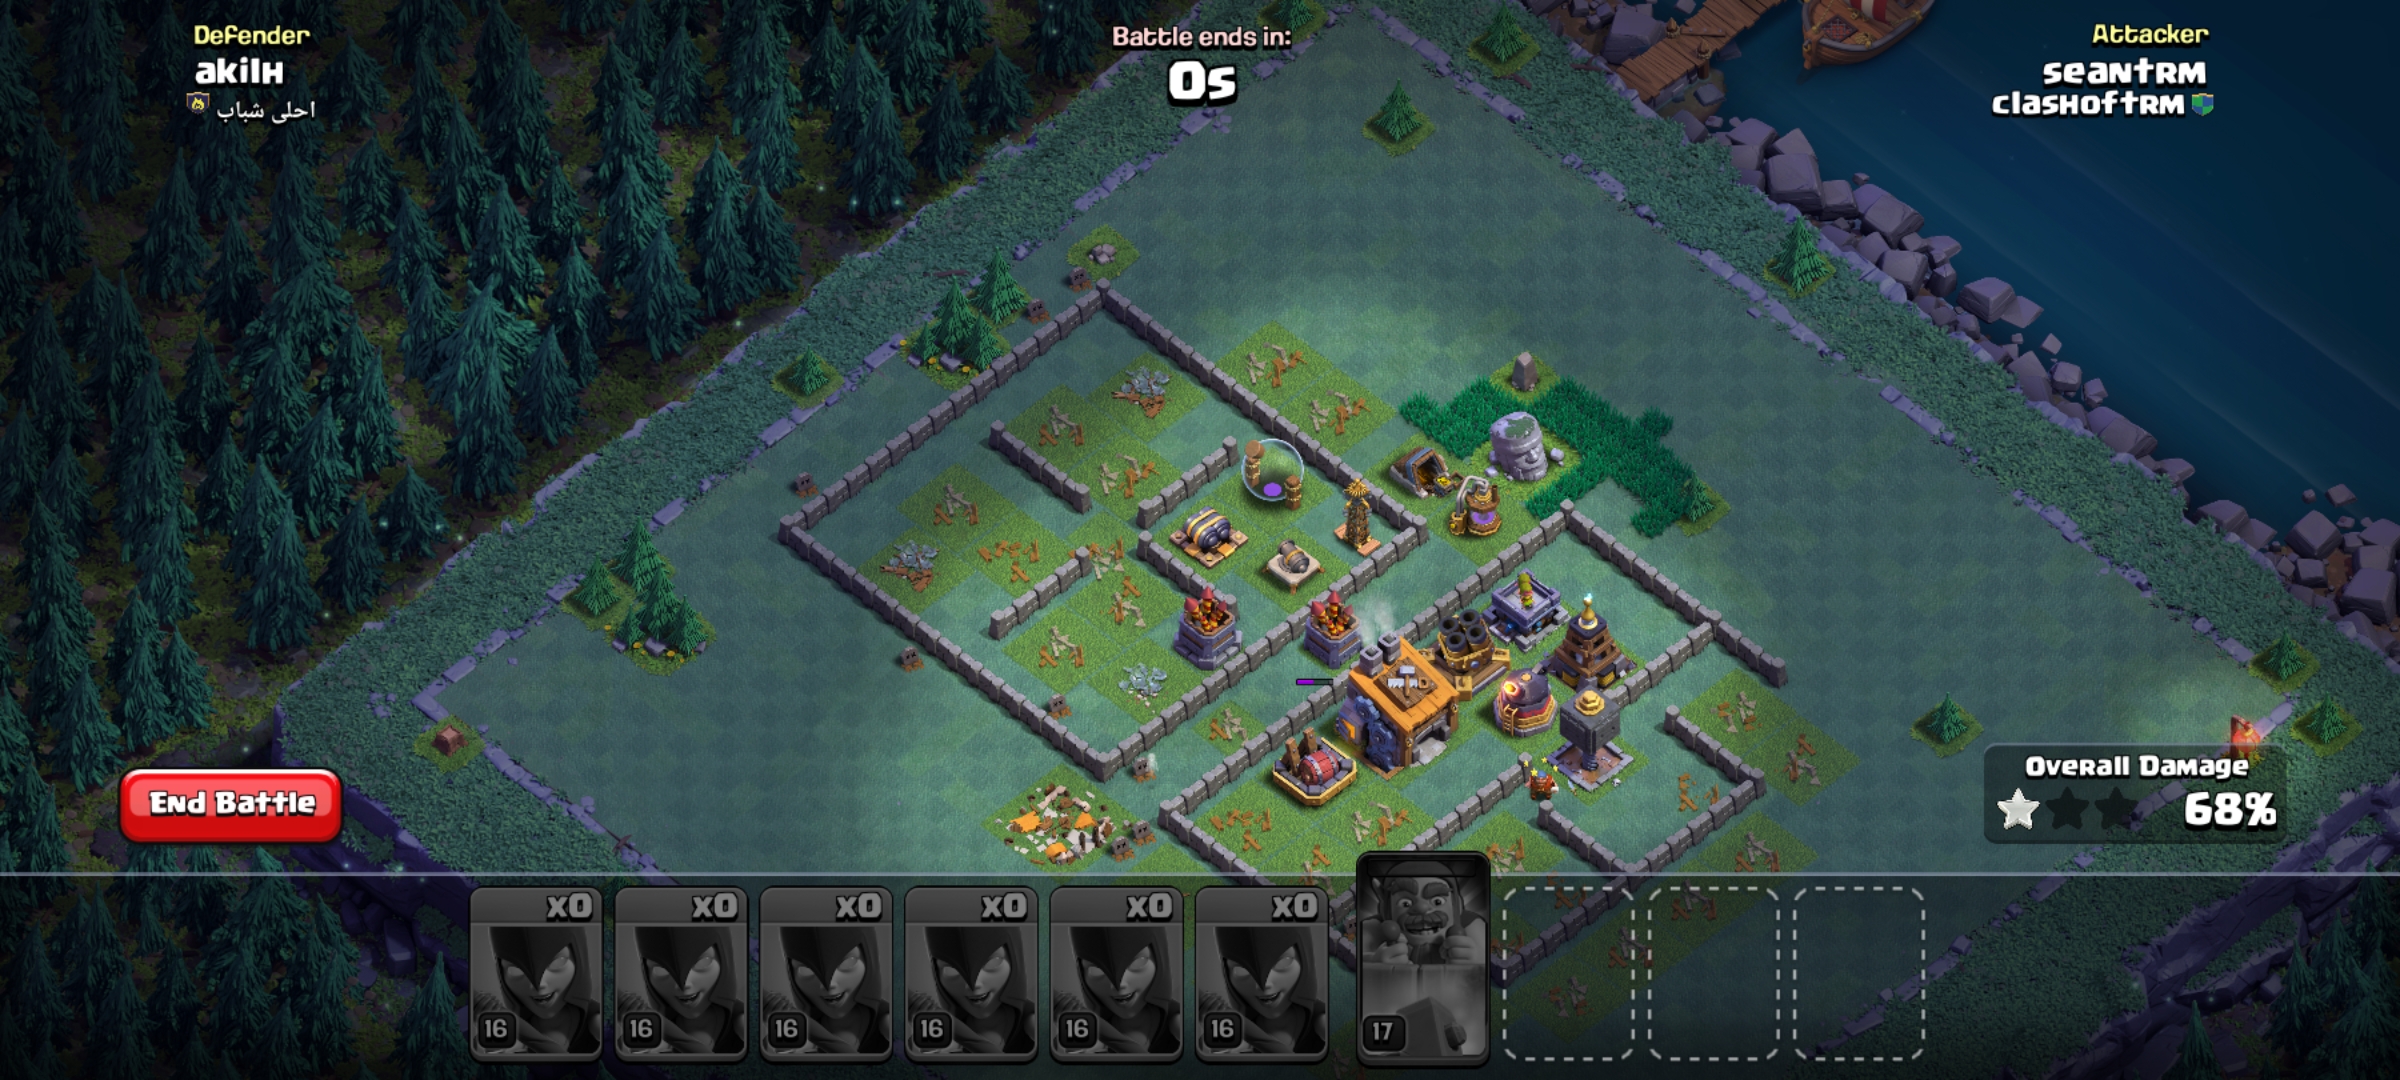 Defender
akilH
احلى شباب
Battle ends in:
0s
Attacker
seantRM
clashoftRM
End Battle
Overall Damage
68%
x0
x0
x0
x0
x0
x0
16
16
16
16
16
16
17